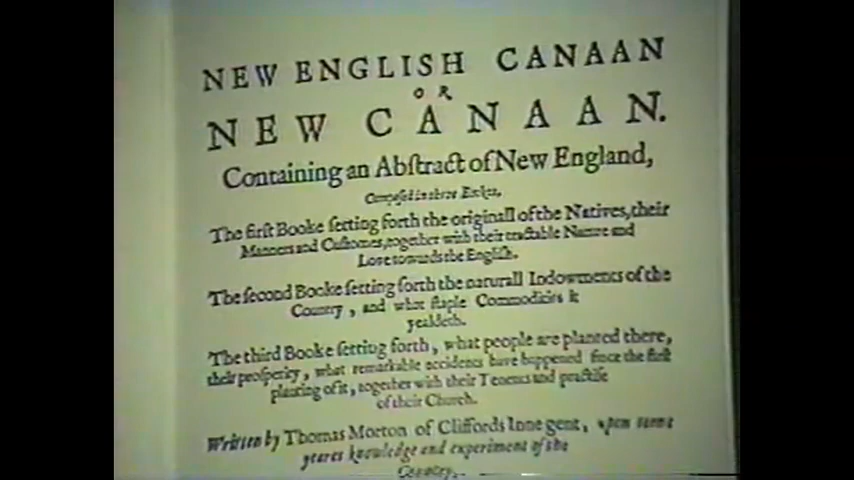 NEW ENGLISH CANAAN
OR
NEW CANAAN.
Containing an Abſtract of New England,
Compoſed in three Bookes.
The firſt Booke ſetting forth the originall of the Natives, their
Manners and Cuſtomes, together with their tractable Nature and
Love towards the Engliſh.
The ſecond Booke ſetting forth the naturall Indowments of the
Country, and what ſtaple Commodities it
yealdeth.
The third Booke ſetting forth, what people are planted there,
their proſperity, what remarkable accidents have happened ſince the firſt
planting of it, together with their Tenents and practiſe
of their Church.
Written by Thomas Morton of Cliffords Inne gent, upon tenne
yeares knowledge and experiment of the
Country.